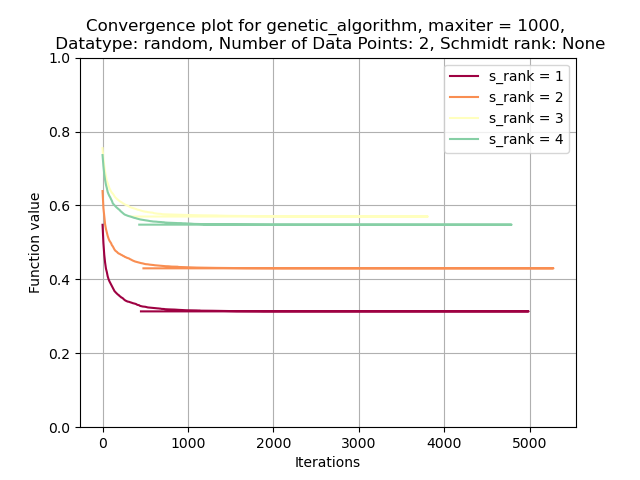 Convergence plot for genetic_algorithm, maxiter = 1000,
Datatype: random, Number of Data Points: 2, Schmidt rank: None
1.0
0.8
0.6
0.4
0.2
0.0
Function value
s_rank = 1
s_rank = 2
s_rank = 3
s_rank = 4
0 1000 2000 3000 4000 5000
Iterations